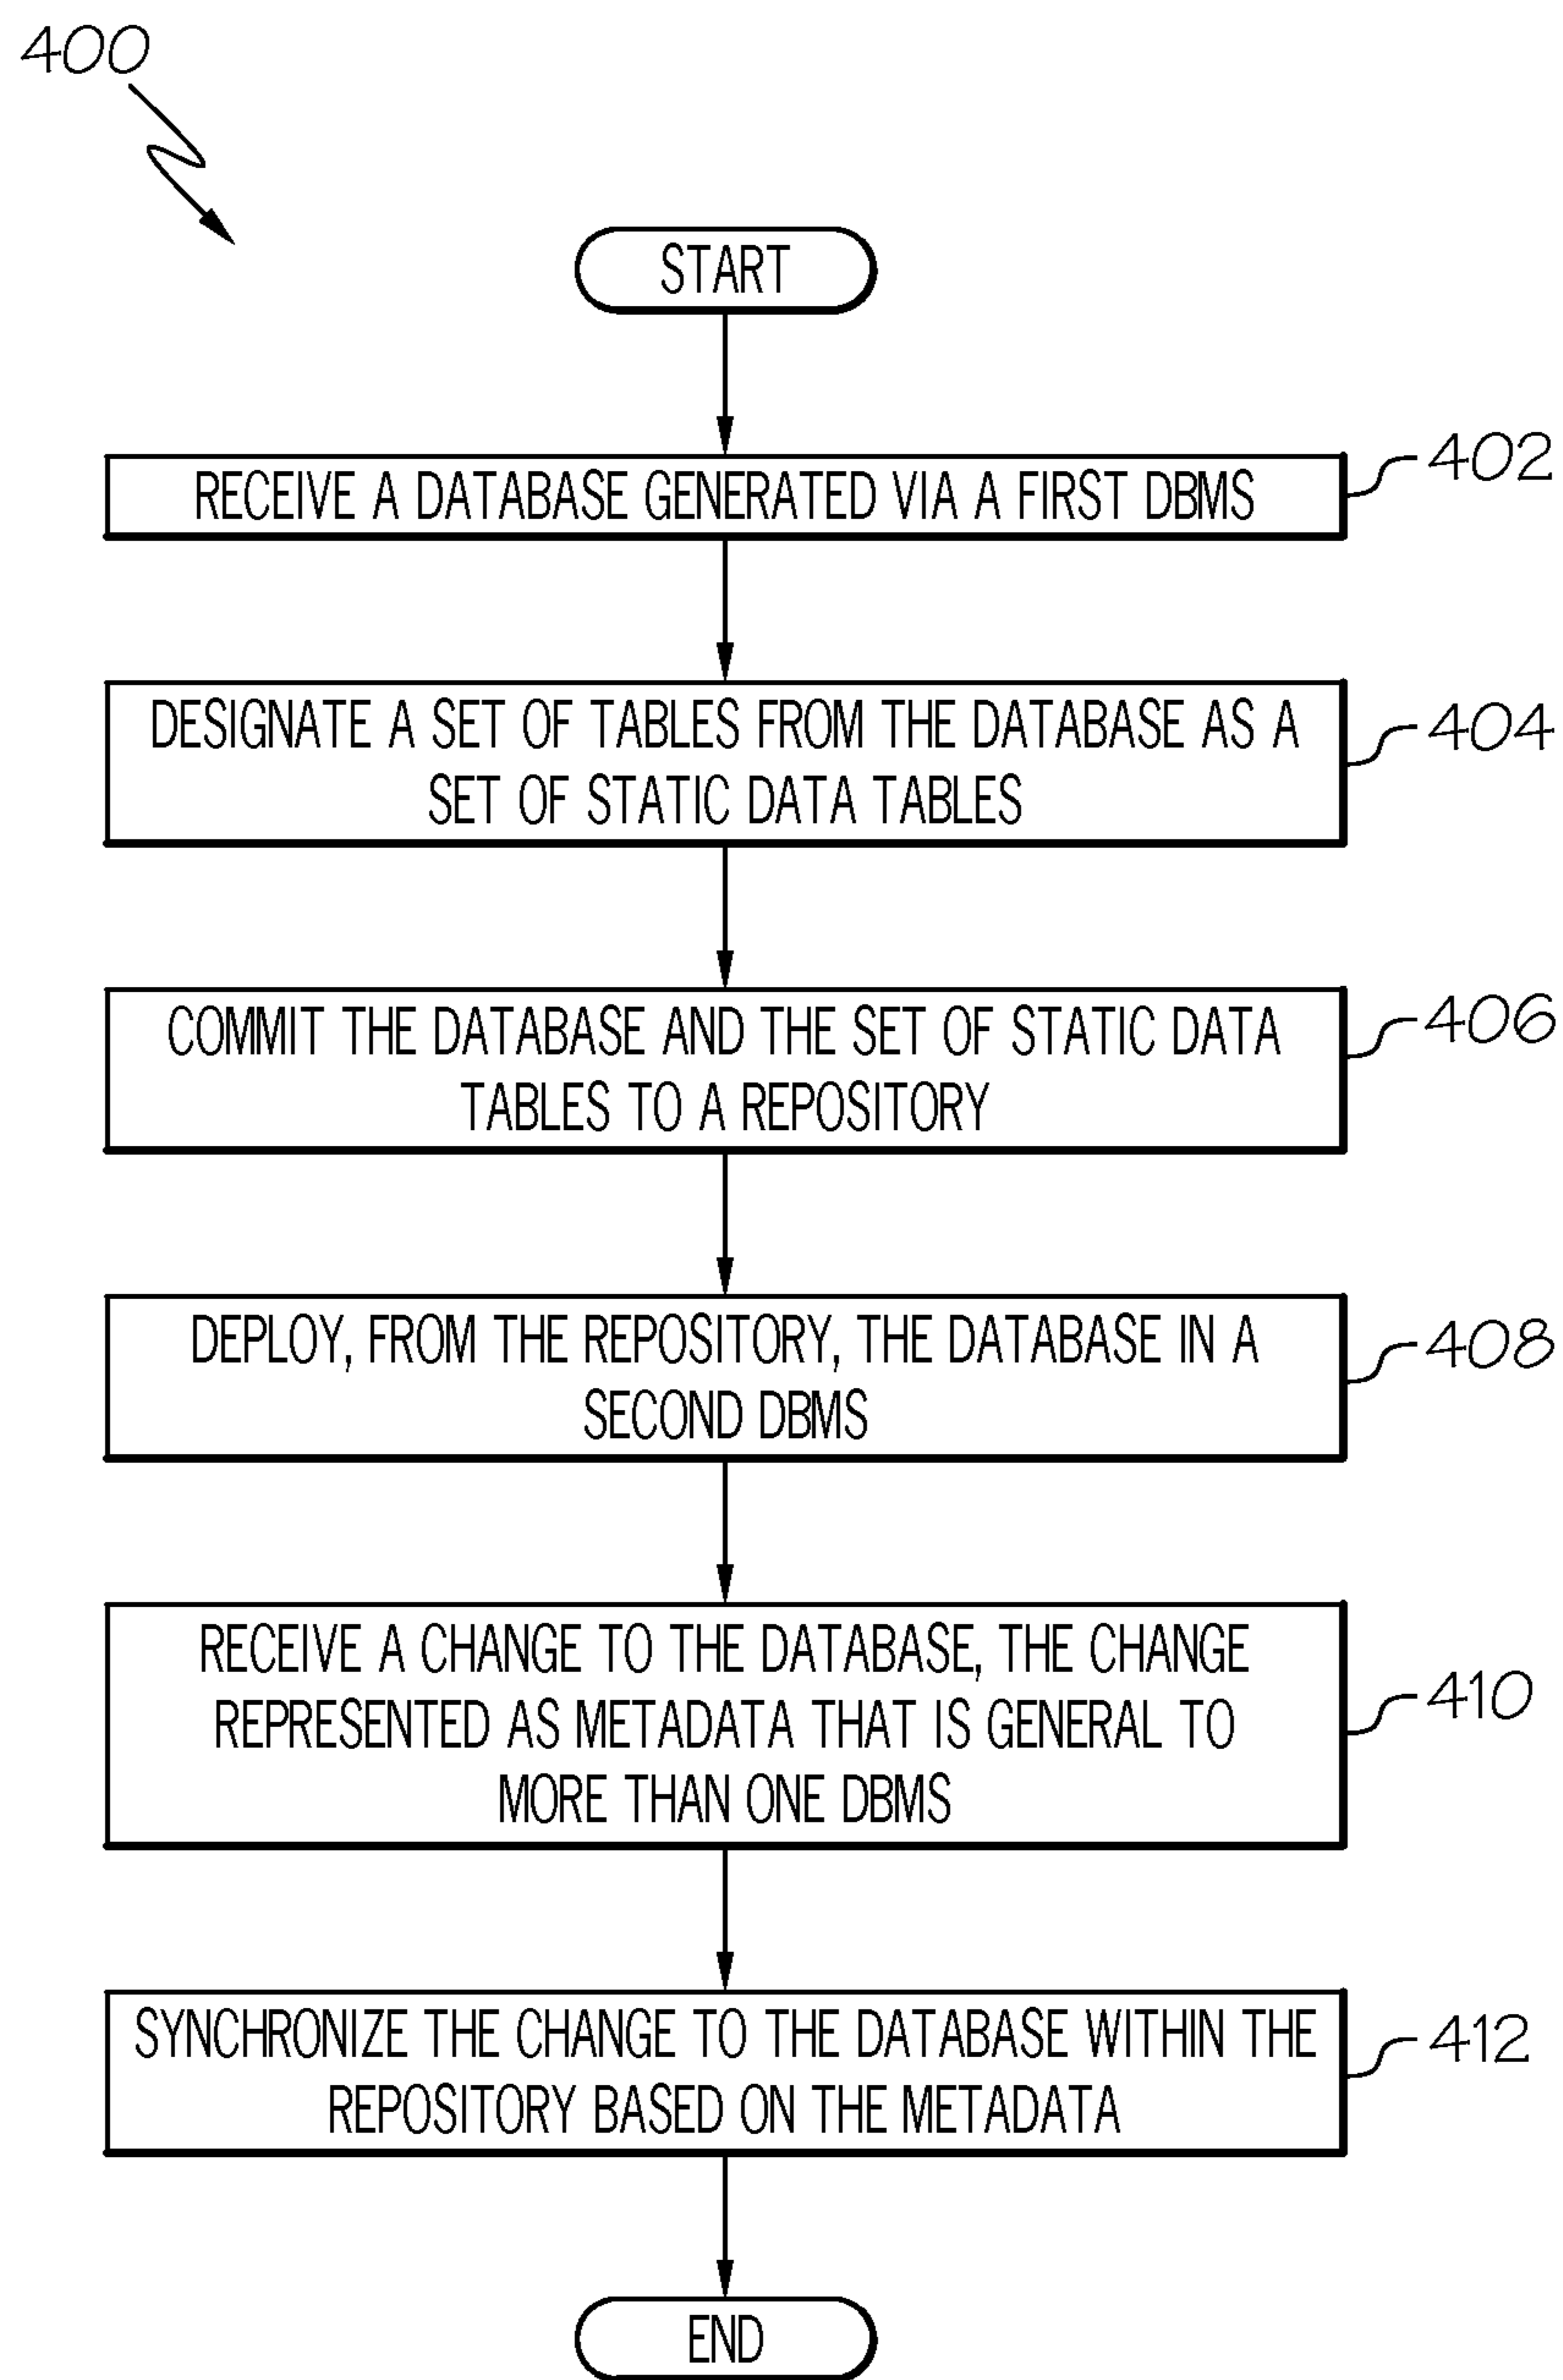 400
START
RECEIVE A DATABASE GENERATED VIA A FIRST DBMS
402
DESIGNATE A SET OF TABLES FROM THE DATABASE AS A
SET OF STATIC DATA TABLES
404
COMMIT THE DATABASE AND THE SET OF STATIC DATA
TABLES TO A REPOSITORY
406
DEPLOY, FROM THE REPOSITORY, THE DATABASE IN A
SECOND DBMS
408
RECEIVE A CHANGE TO THE DATABASE, THE CHANGE
REPRESENTED AS METADATA THAT IS GENERAL TO
MORE THAN ONE DBMS
410
SYNCHRONIZE THE CHANGE TO THE DATABASE WITHIN THE
REPOSITORY BASED ON THE METADATA
412
END